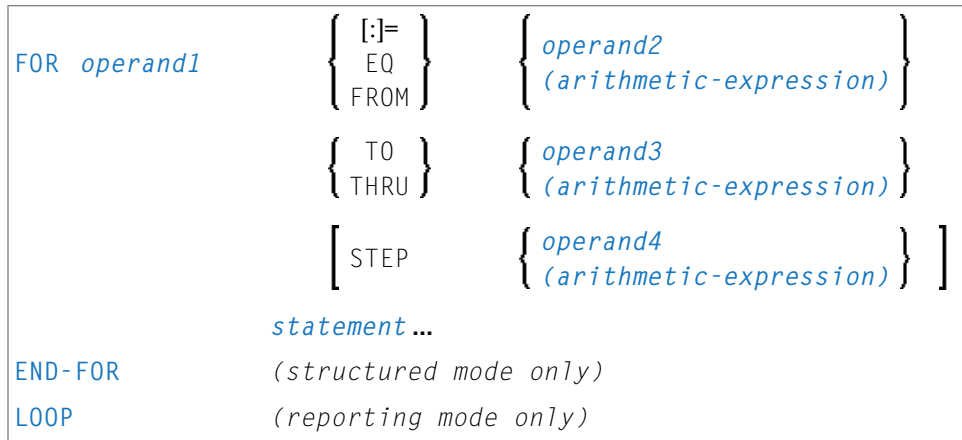 [:]=
FOR operand1 EQ operand2
FROM (arithmetic-expression)
TO operand3
THRU (arithmetic-expression)
[ STEP operand4 ]
(arithmetic-expression)
statement ...
END-FOR (structured mode only)
LOOP (reporting mode only)